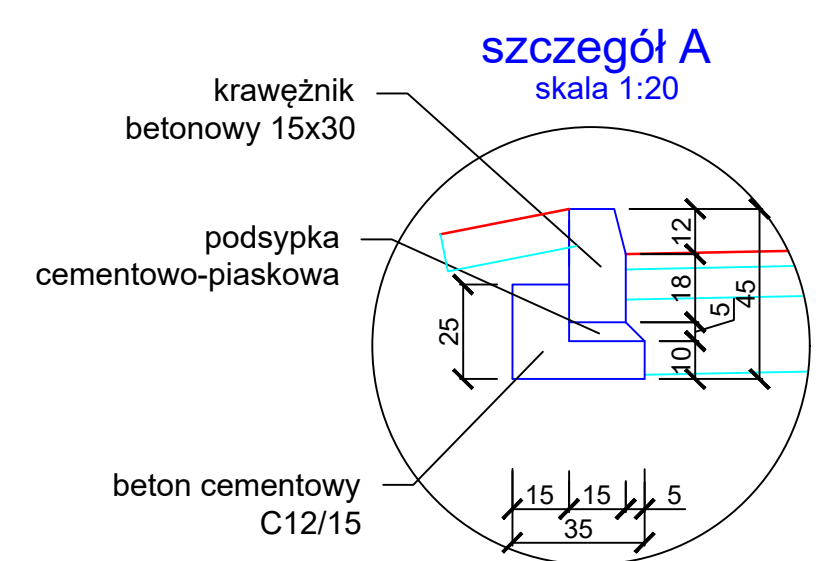 szczegół A
skala 1:20
krawężnik
betonowy 15x30
podsypka
cementowo-piaskowa
beton cementowy
C12/15
12
18
5
45
10
25
15 15 5
35